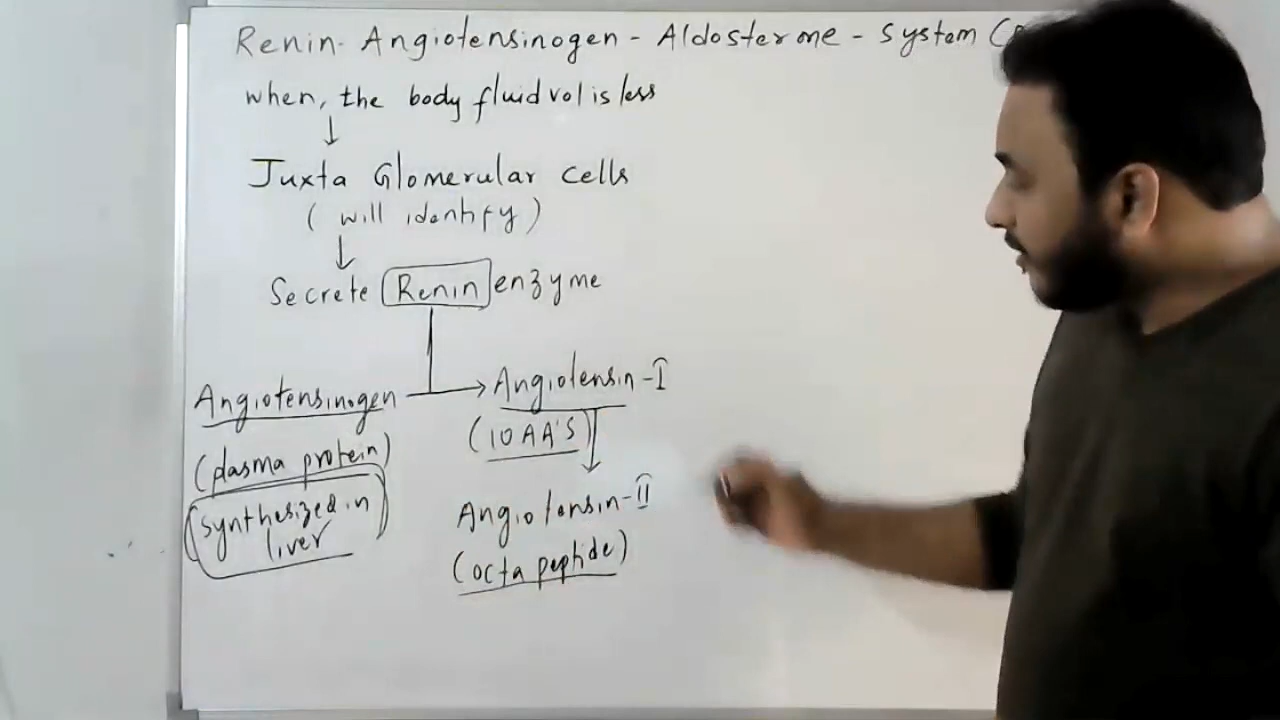 Renin - Angiotensinogen - Aldosterone - System (
when, the body fluid vol is less
↓
Juxta Glomerular cells
( will identify )
↓
Secrete Renin enzyme
Angiotensinogen → Angiotensin - I
(plasma protein) (10 AA'S)
↓
(synthesized in liver) Angiotensin - II
(octa peptide)